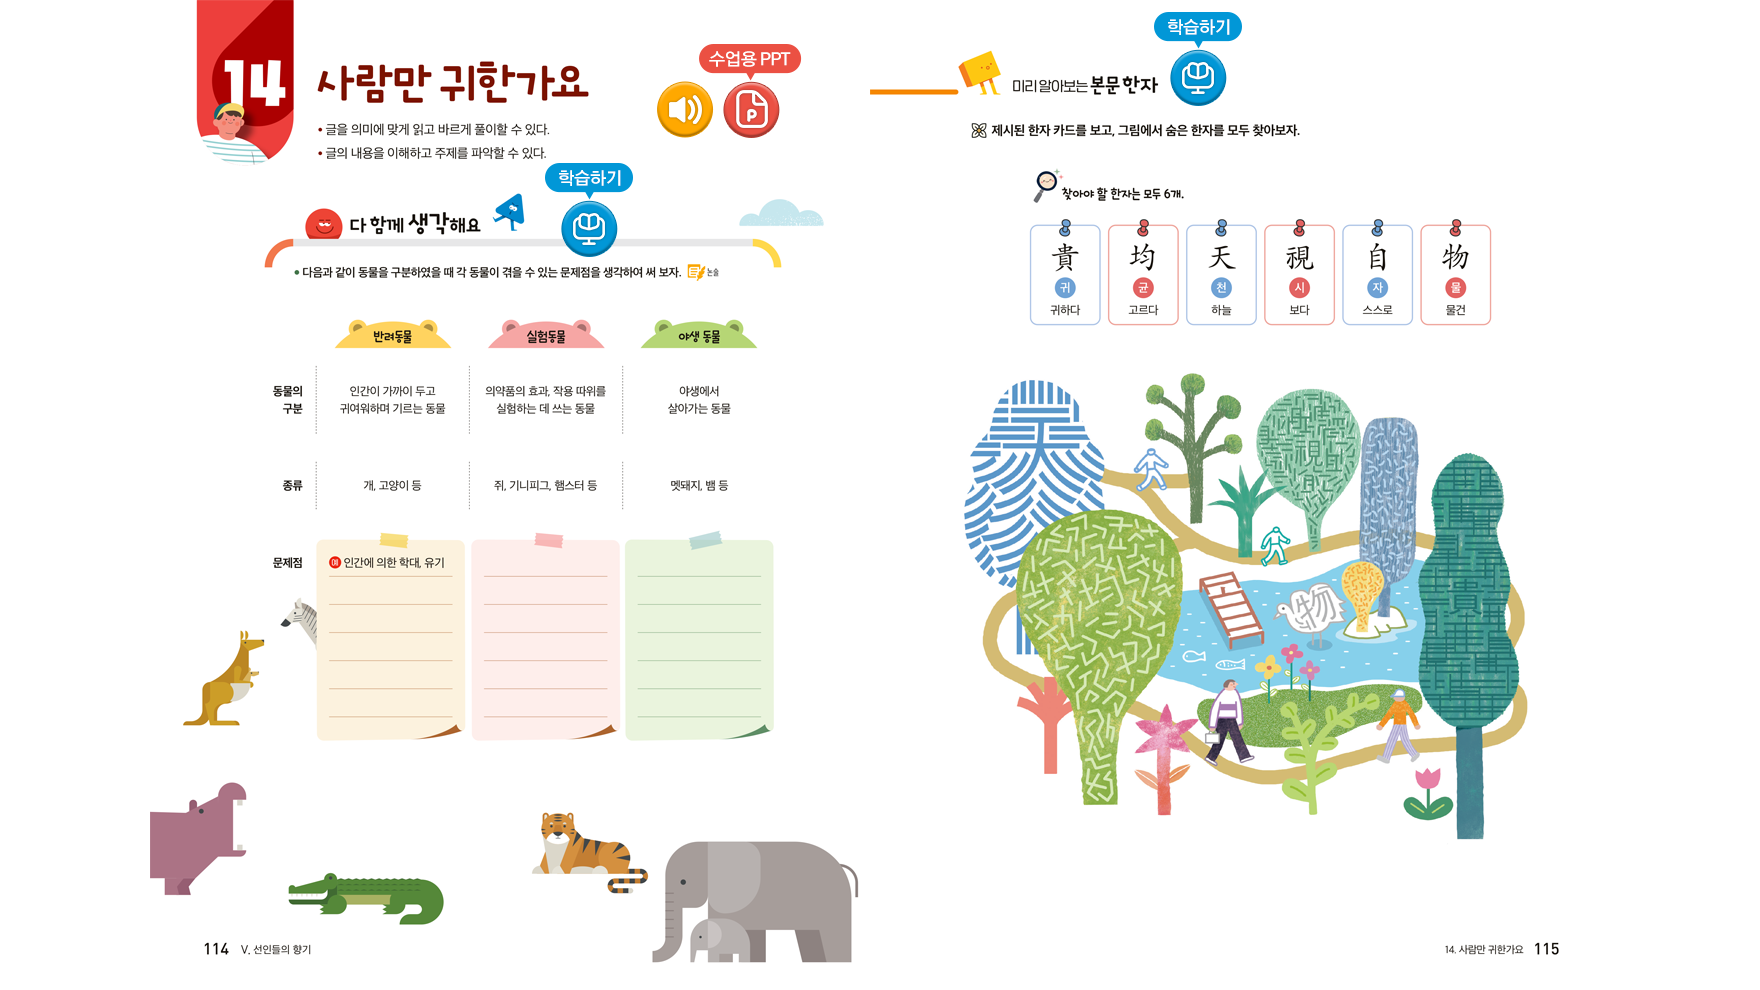 14
사람만 귀한가요
• 글을 의미에 맞게 읽고 바르게 풀이할 수 있다.
• 글의 내용을 이해하고 주제를 파악할 수 있다.
수업용 PPT
P
학습하기
다 함께 생각해요
• 다음과 같이 동물을 구분하였을 때 각 동물이 겪을 수 있는 문제점을 생각하여 써 보자. 논술
반려동물 실험동물 야생 동물
동물의
구분
인간이 가까이 두고
귀여워하며 기르는 동물
의약품의 효과, 작용 따위를
실험하는 데 쓰는 동물
야생에서
살아가는 동물
종류 개, 고양이 등 쥐, 기니피그, 햄스터 등 멧돼지, 뱀 등
문제점 예 인간에 의한 학대, 유기
114 Ⅴ. 선인들의 향기
학습하기
미리 알아보는 본문 한자
제시된 한자 카드를 보고, 그림에서 숨은 한자를 모두 찾아보자.
찾아야 할 한자는 모두 6개.
貴 均 天 視 自 物
귀 균 천 시 자 물
귀하다 고르다 하늘 보다 스스로 물건
天
視
均
自
物
貴
14. 사람만 귀한가요 115